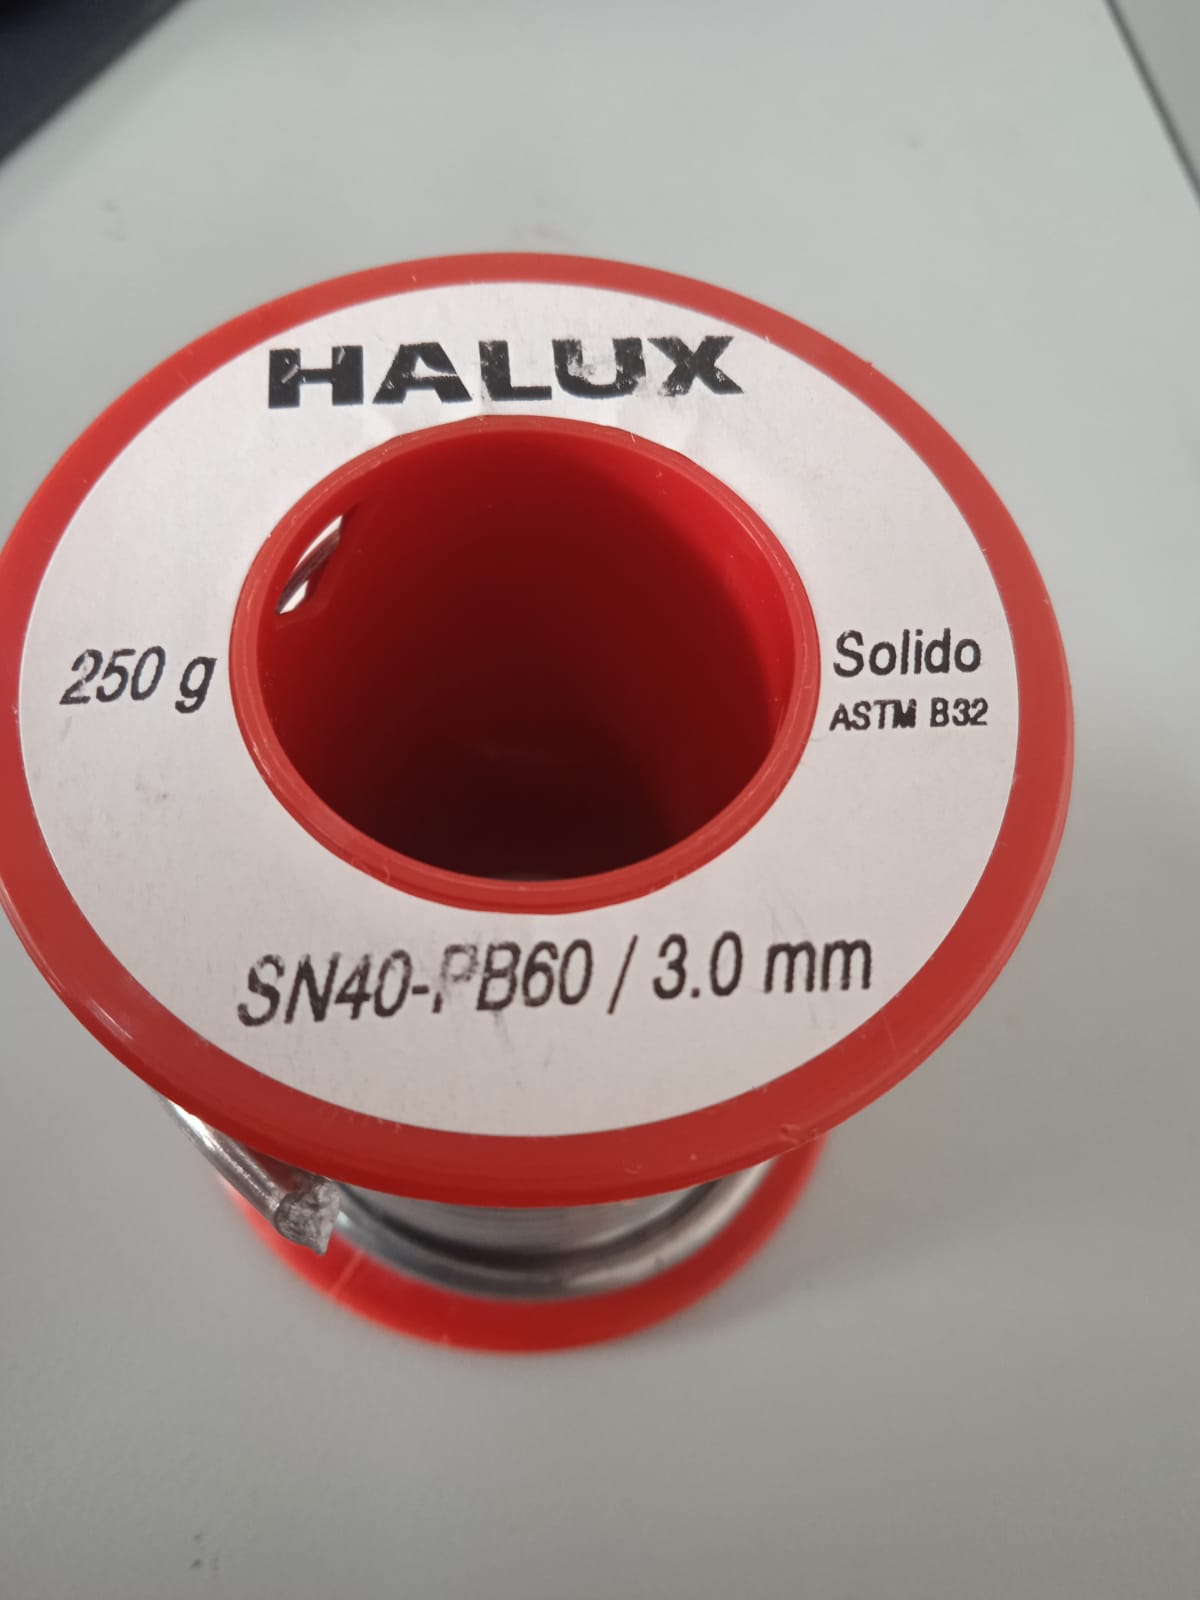 HALUX
250 g
Solido
ASTM B32
SN40-PB60 / 3.0 mm